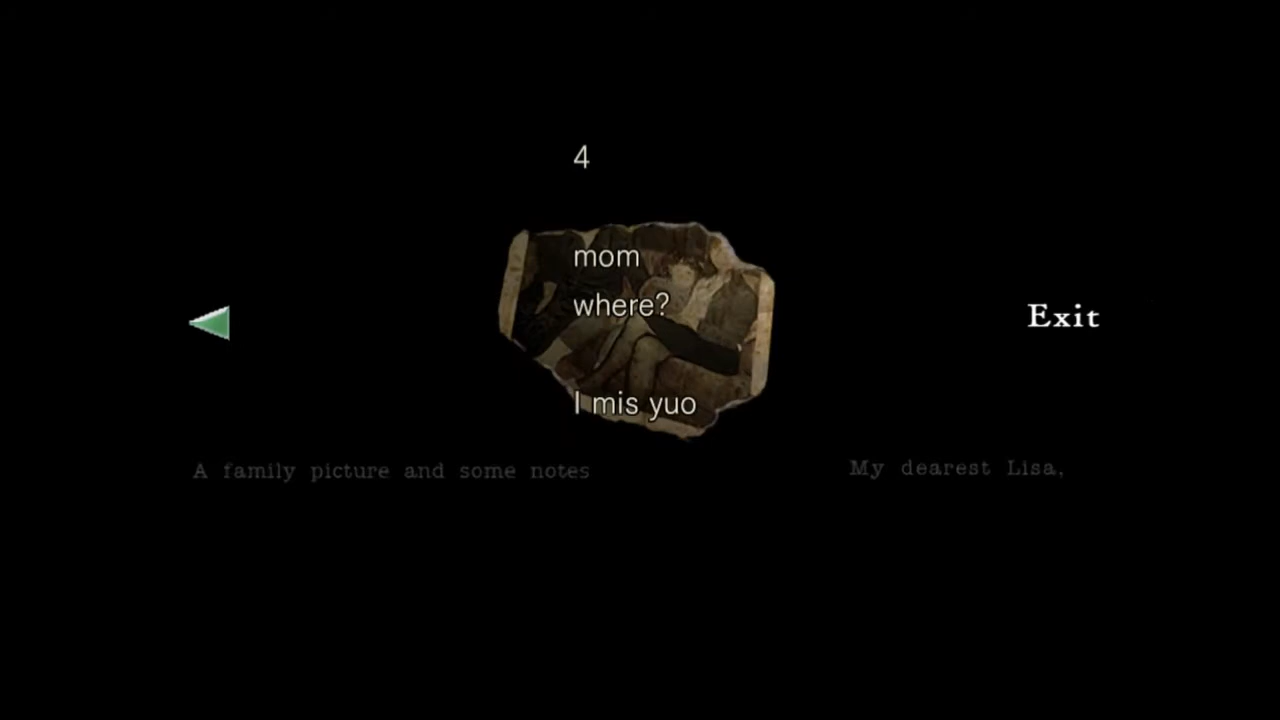 4
mom
where?
Exit
I mis yuo
A family picture and some notes
My dearest Lisa,